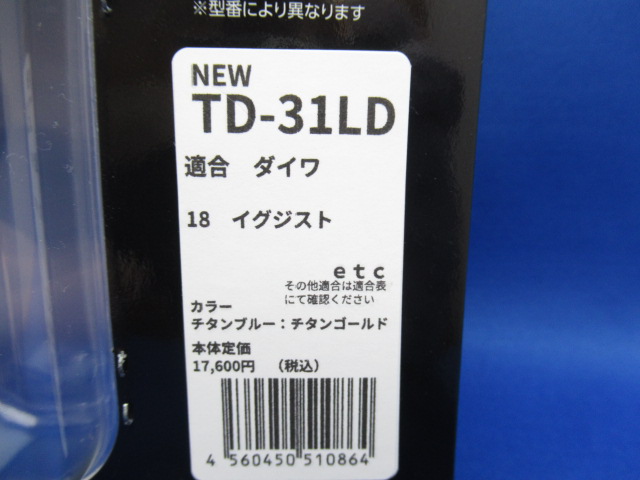 ※型番により異なります
NEW
TD-31LD
適合　ダイワ
18　イグジスト
etc
その他適合は適合表
にて確認ください
カラー
チタンブルー：チタンゴールド
本体定価
17,600円　（税込）
4 560450 510864